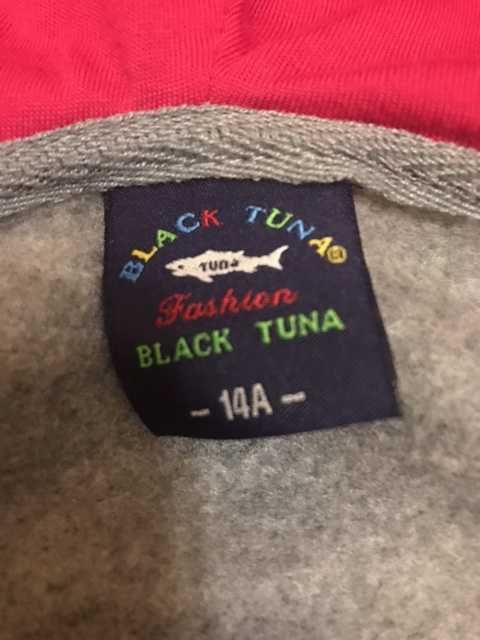 BLACK TUNA®
TUNA
Fashion
BLACK TUNA
- 14A -